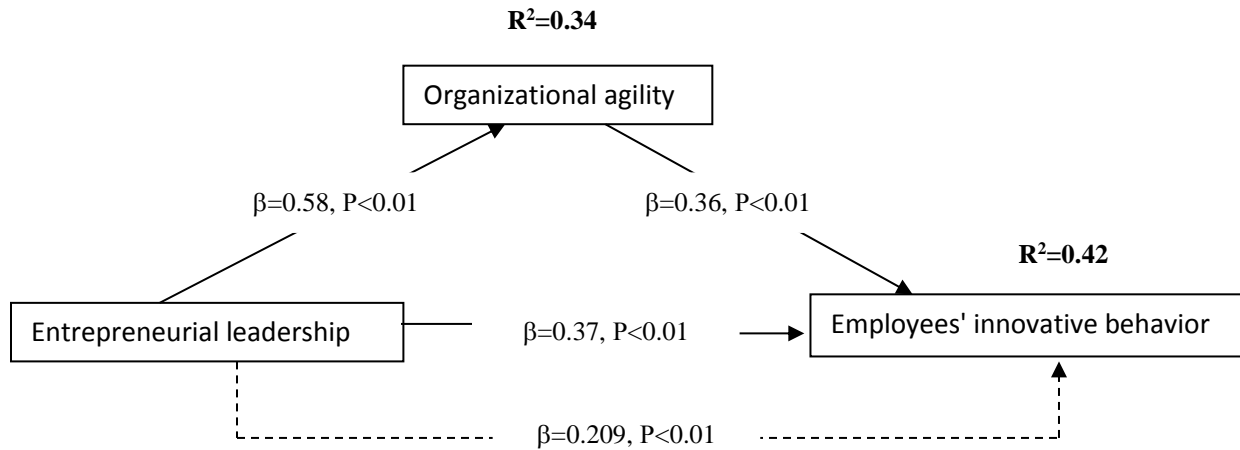 R²=0.34
Organizational agility
β=0.58, P<0.01
β=0.36, P<0.01
R²=0.42
Entrepreneurial leadership
β=0.37, P<0.01
Employees' innovative behavior
β=0.209, P<0.01